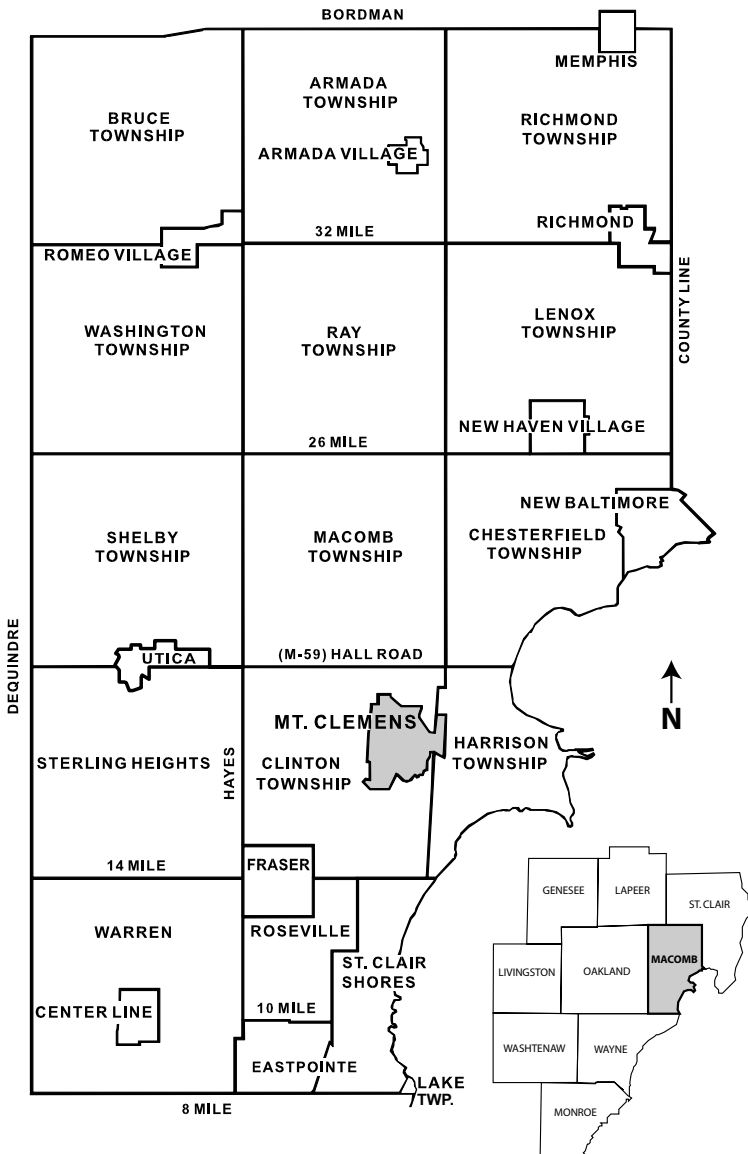 BORDMAN
MEMPHIS
ARMADA
TOWNSHIP
BRUCE
TOWNSHIP
RICHMOND
TOWNSHIP
ARMADA VILLAGE
RICHMOND
32 MILE
ROMEO VILLAGE
COUNTY LINE
WASHINGTON
TOWNSHIP
RAY
TOWNSHIP
LENOX
TOWNSHIP
NEW HAVEN VILLAGE
26 MILE
NEW BALTIMORE
SHELBY
TOWNSHIP
MACOMB
TOWNSHIP
CHESTERFIELD
TOWNSHIP
DEQUINDRE
UTICA
(M-59) HALL ROAD
N
MT. CLEMENS
STERLING HEIGHTS
HAYES
CLINTON
TOWNSHIP
HARRISON
TOWNSHIP
14 MILE
FRASER
WARREN
ROSEVILLE
ST. CLAIR
SHORES
CENTER LINE
10 MILE
EASTPOINTE
LAKE
TWP.
8 MILE
GENESEE
LAPEER
ST. CLAIR
LIVINGSTON
OAKLAND
MACOMB
WASHTENAW
WAYNE
MONROE